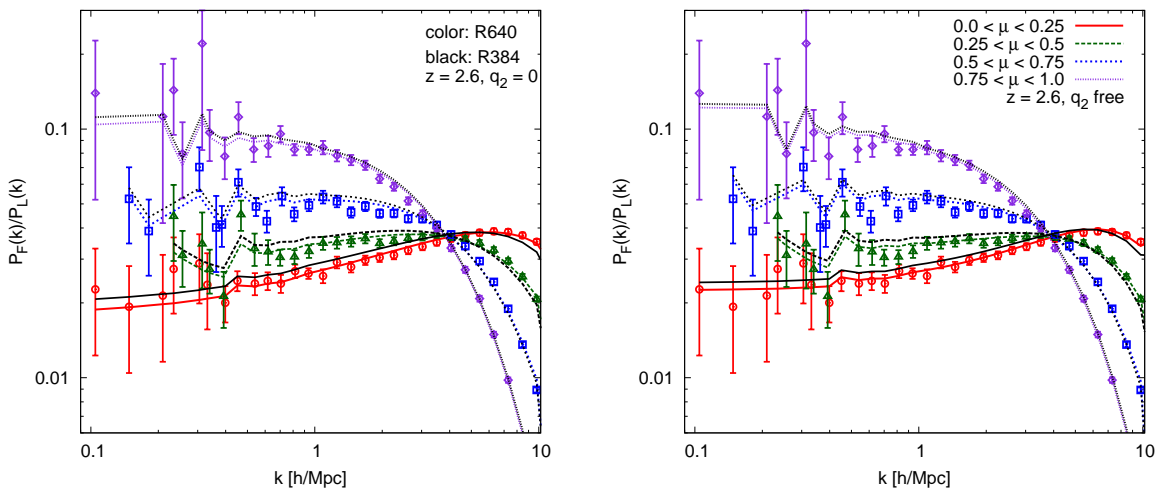 color: R640
black: R384
z = 2.6, q2 = 0
0.1
0.01
P_F(k)/P_L(k)
0.1 1 10
k [h/Mpc]
0.0 < μ < 0.25
0.25 < μ < 0.5
0.5 < μ < 0.75
0.75 < μ < 1.0
z = 2.6, q2 free
0.1
0.01
P_F(k)/P_L(k)
0.1 1 10
k [h/Mpc]